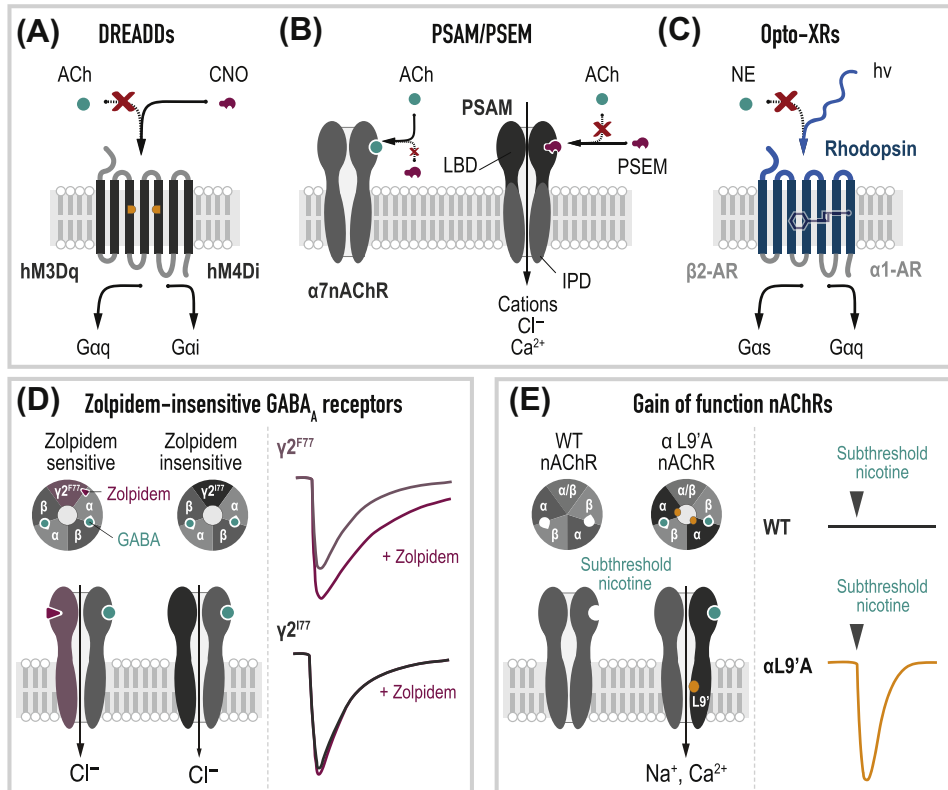 (A)
DREADDs
ACh
CNO
hM3Dq
hM4Di
Gαq
Gαi
(B)
PSAM/PSEM
ACh
ACh
PSAM
LBD
PSEM
α7nAChR
IPD
Cations
Cl⁻
Ca²⁺
(C)
Opto-XRs
NE
hv
Rhodopsin
β2-AR
α1-AR
Gαs
Gαq
(D)
Zolpidem-insensitive GABA_A receptors
Zolpidem
sensitive
Zolpidem
insensitive
γ2F77
β
α
α
β
Zolpidem
GABA
γ2I77
β
α
α
β
Cl⁻
Cl⁻
γ2F77
+ Zolpidem
γ2I77
+ Zolpidem
(E)
Gain of function nAChRs
WT
nAChR
α L9'A
nAChR
α/β
α
β
β
α
α/β
α
β
β
α
Subthreshold
nicotine
L9'
Na⁺, Ca²⁺
Subthreshold
nicotine
WT
Subthreshold
nicotine
αL9'A